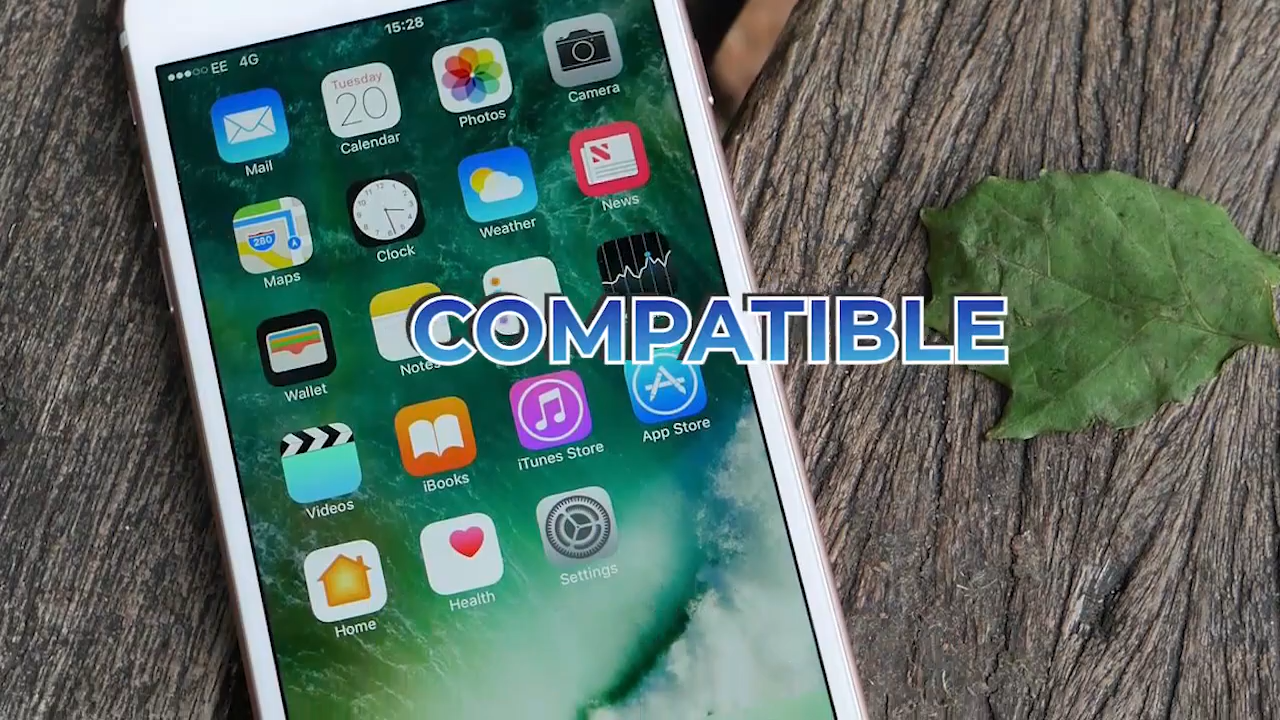 EE 4G 15:28
Tuesday
20
Mail Calendar Photos Camera
280
Maps Clock Weather News
COMPATIBLE
Wallet Notes
Videos iBooks iTunes Store App Store
Home Health Settings